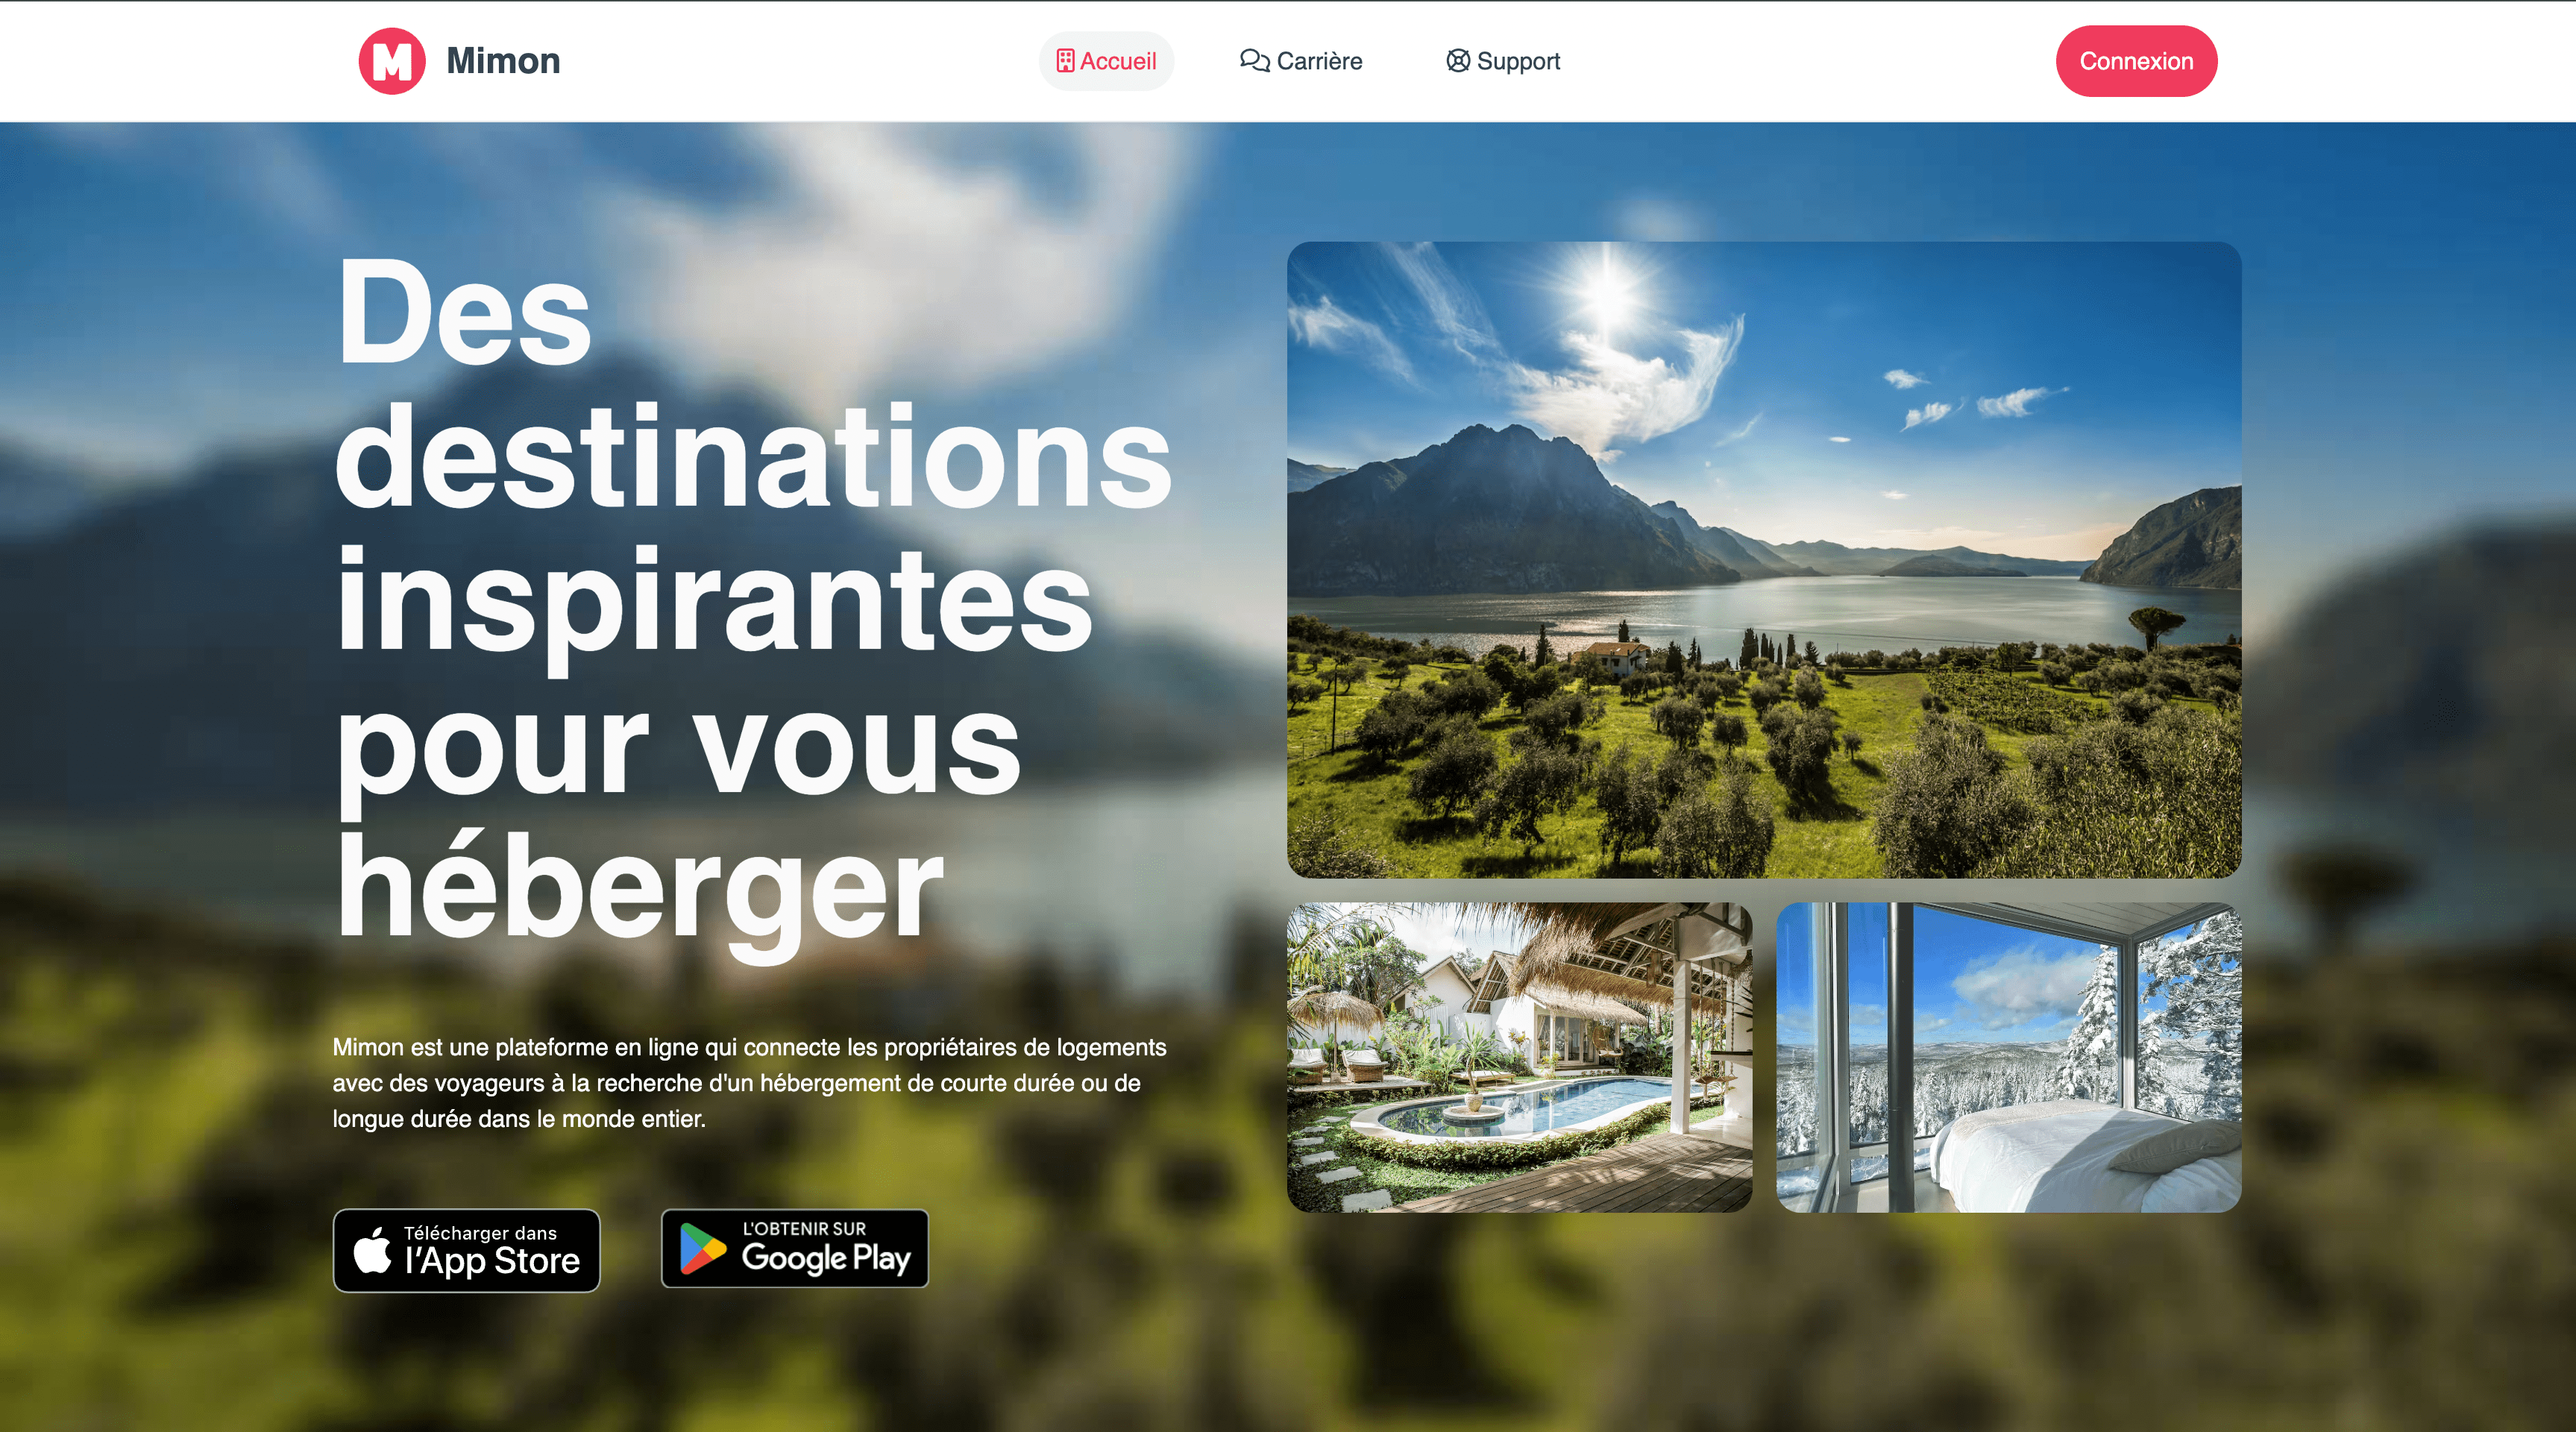 M Mimon
Accueil
Carrière
Support
Connexion
Des
destinations
inspirantes
pour vous
héberger
Mimon est une plateforme en ligne qui connecte les propriétaires de logements
avec des voyageurs à la recherche d'un hébergement de courte durée ou de
longue durée dans le monde entier.
Télécharger dans
l'App Store
L'OBTENIR SUR
Google Play